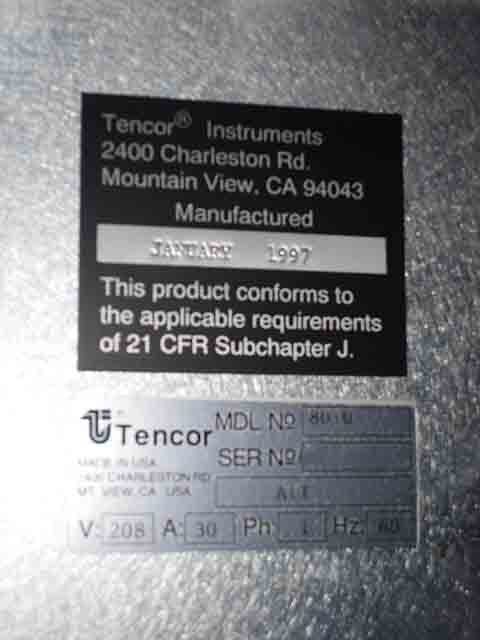 Tencor® Instruments
2400 Charleston Rd.
Mountain View, CA 94043
Manufactured
JANUARY 1997
This product conforms to
the applicable requirements
of 21 CFR Subchapter J.
Tencor
MDL Nº
SER Nº
MADE IN USA
2400 CHARLESTON RD
MT. VIEW, CA USA
V: 208 A: 30 Ph: 1 Hz: 60